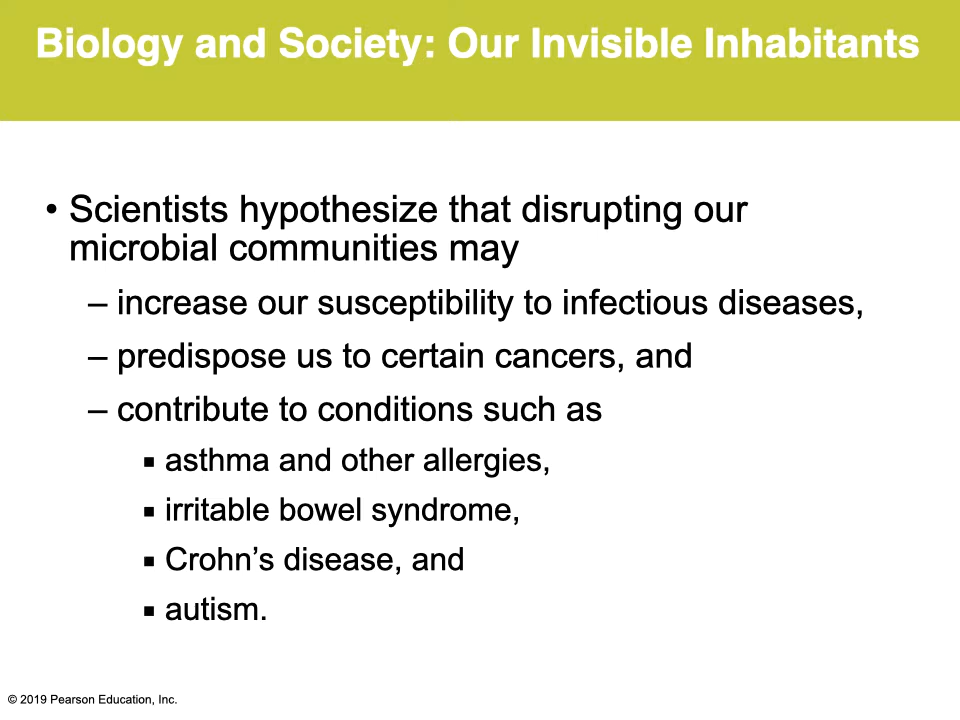 Biology and Society: Our Invisible Inhabitants
• Scientists hypothesize that disrupting our
microbial communities may
– increase our susceptibility to infectious diseases,
– predispose us to certain cancers, and
– contribute to conditions such as
▪ asthma and other allergies,
▪ irritable bowel syndrome,
▪ Crohn’s disease, and
▪ autism.
© 2019 Pearson Education, Inc.